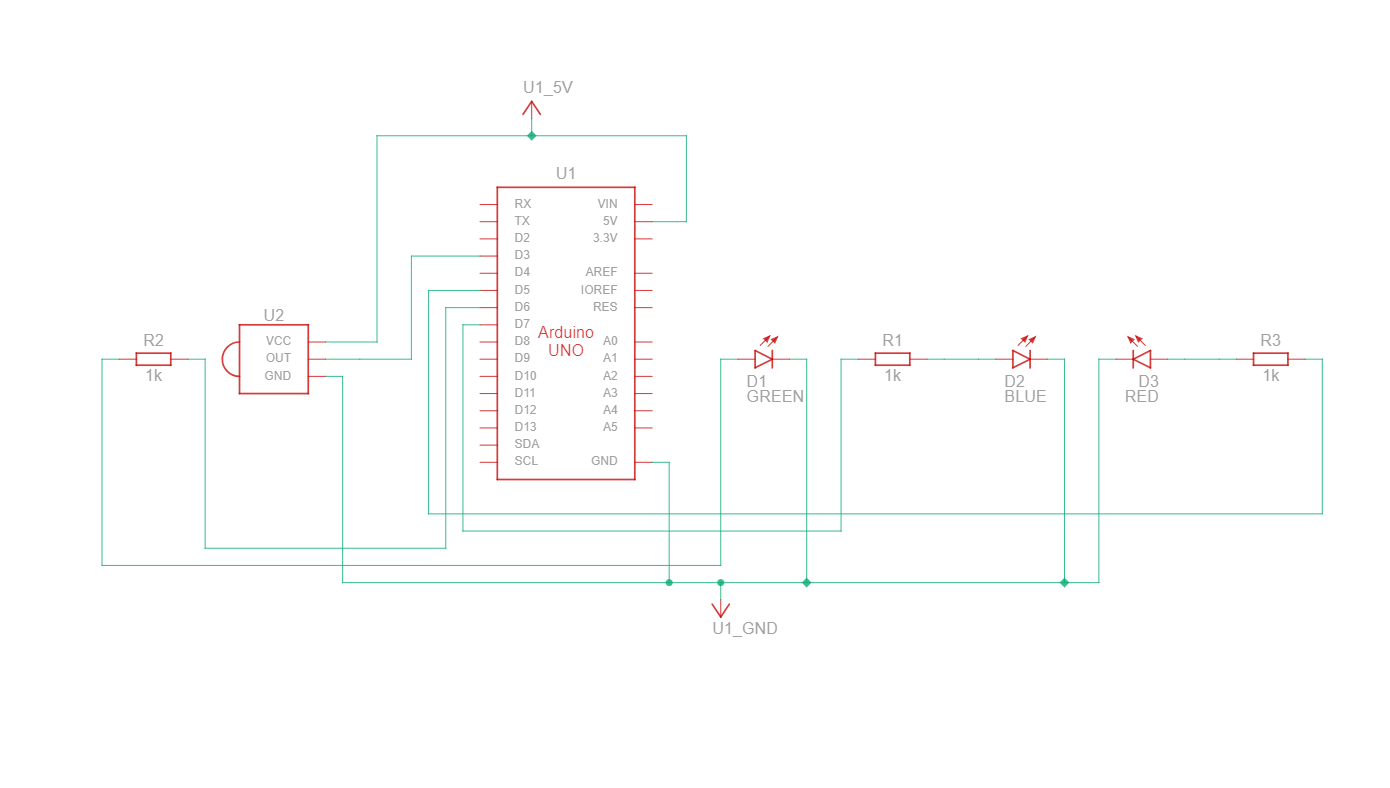 U1_5V
U1
RX VIN
TX 5V
D2 3.3V
D3
D4 AREF
D5 IOREF
D6 RES
D7
Arduino
UNO
D8 A0
D9 A1
D10 A2
D11 A3
D12 A4
D13 A5
SDA
SCL GND
U2
VCC
OUT
GND
R2
1k
D1
GREEN
R1
1k
D2
BLUE
D3
RED
R3
1k
U1_GND